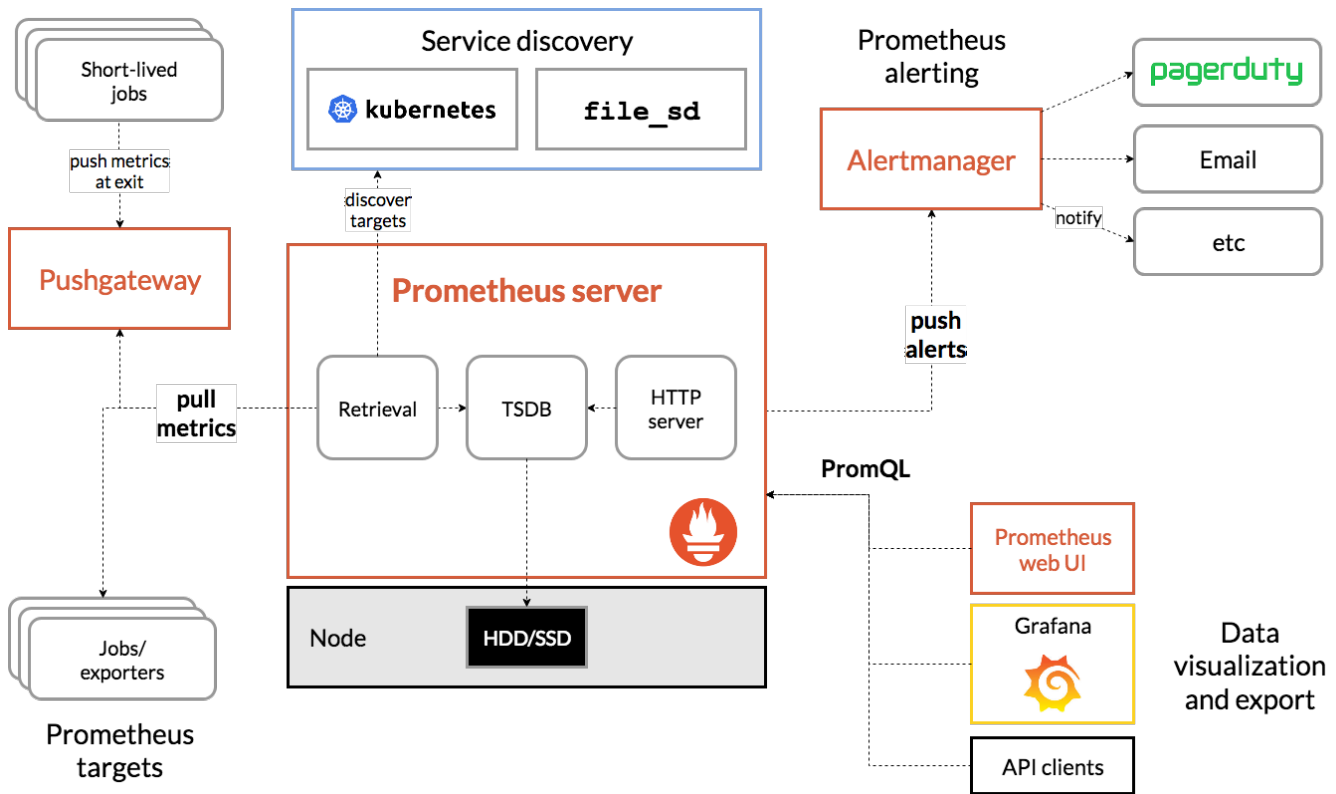 Short-lived
jobs
push metrics
at exit
Pushgateway
pull
metrics
Jobs/
exporters
Prometheus
targets
Service discovery
kubernetes
file_sd
discover
targets
Prometheus server
Retrieval
TSDB
HTTP
server
Node
HDD/SSD
Prometheus
alerting
Alertmanager
pagerduty
Email
notify
etc
push
alerts
PromQL
Prometheus
web UI
Grafana
API clients
Data
visualization
and export